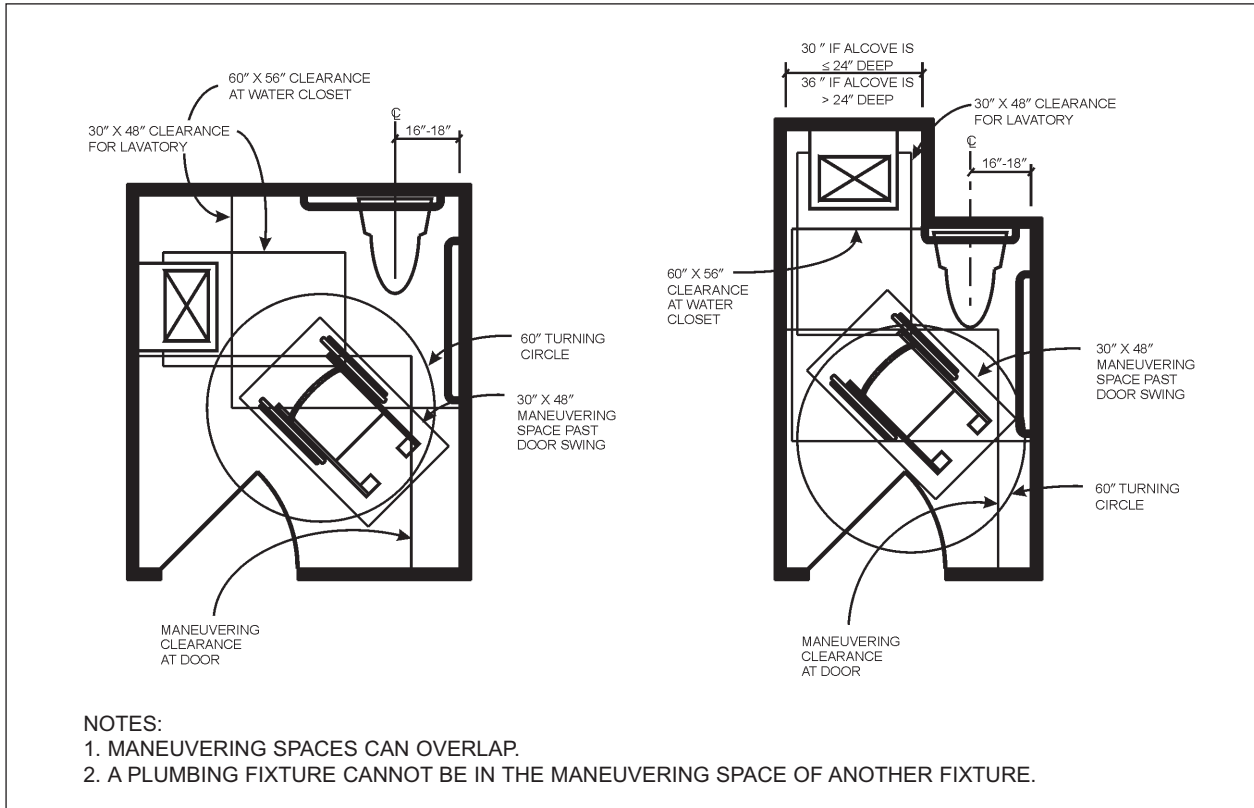 60" X 56" CLEARANCE
AT WATER CLOSET
30" X 48" CLEARANCE
FOR LAVATORY
℄
16"-18"
60" TURNING
CIRCLE
30" X 48"
MANEUVERING
SPACE PAST
DOOR SWING
MANEUVERING
CLEARANCE
AT DOOR
30 " IF ALCOVE IS
≤ 24" DEEP
36 " IF ALCOVE IS
> 24" DEEP
30" X 48" CLEARANCE
FOR LAVATORY
℄
16"-18"
60" X 56"
CLEARANCE
AT WATER
CLOSET
30" X 48"
MANEUVERING
SPACE PAST
DOOR SWING
60" TURNING
CIRCLE
MANEUVERING
CLEARANCE
AT DOOR
NOTES:
1. MANEUVERING SPACES CAN OVERLAP.
2. A PLUMBING FIXTURE CANNOT BE IN THE MANEUVERING SPACE OF ANOTHER FIXTURE.